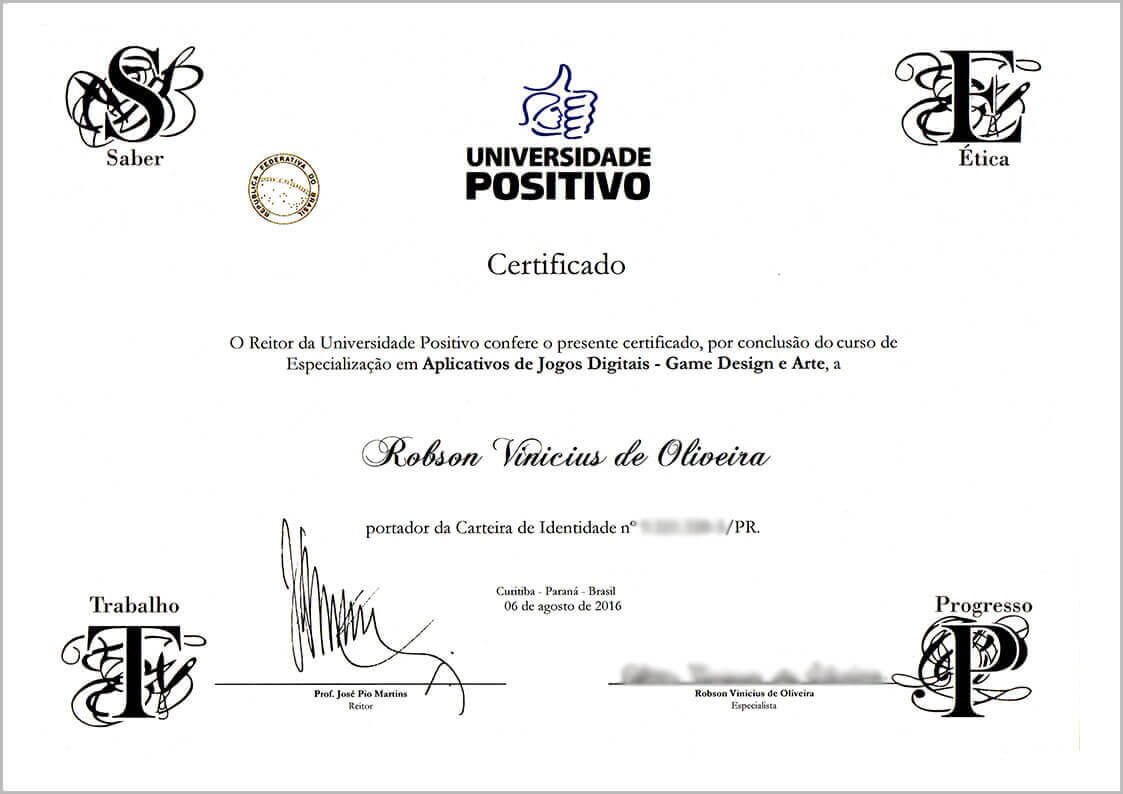 S
Saber
E
Ética
REPÚBLICA FEDERATIVA DO BRASIL
UNIVERSIDADE
POSITIVO
Certificado
O Reitor da Universidade Positivo confere o presente certificado, por conclusão do curso de
Especialização em Aplicativos de Jogos Digitais - Game Design e Arte, a
Robson Vinicius de Oliveira
portador da Carteira de Identidade nº /PR.
Curitiba - Paraná - Brasil
06 de agosto de 2016
Trabalho
T
Progresso
P
Prof. José Pio Martins
Reitor
Robson Vinicius de Oliveira
Especialista